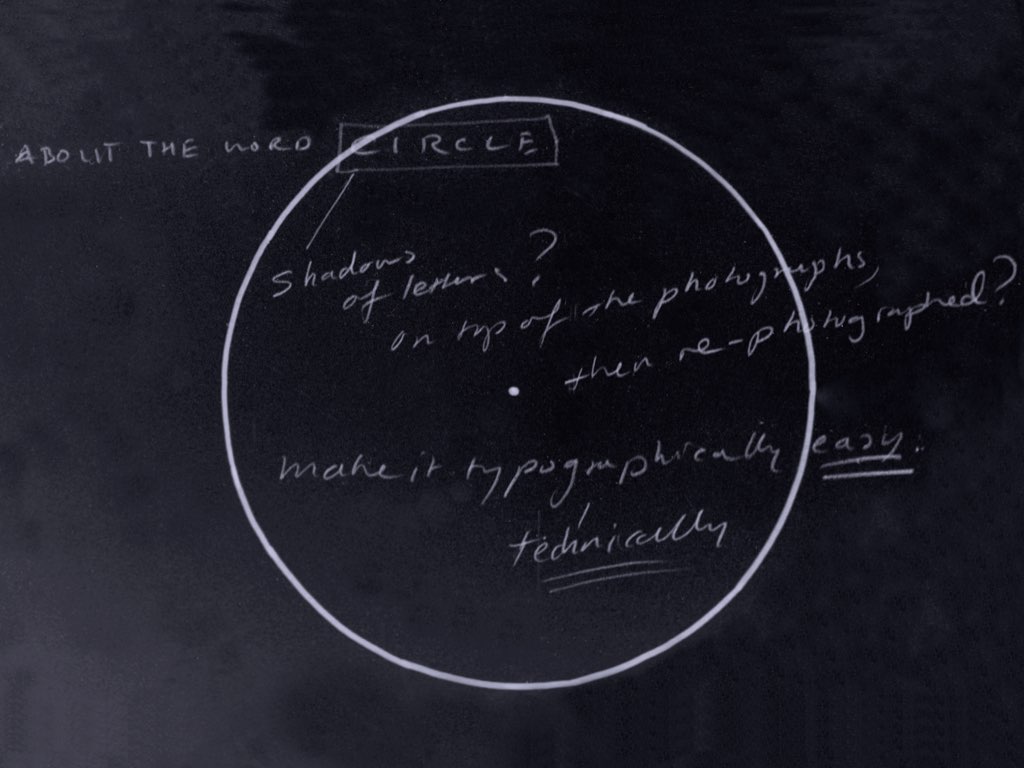 ABOUT THE WORD CIRCLE
Shadows
of letters?
on top of the photographs,
then re-photographed?
make it typographically easy.
technically